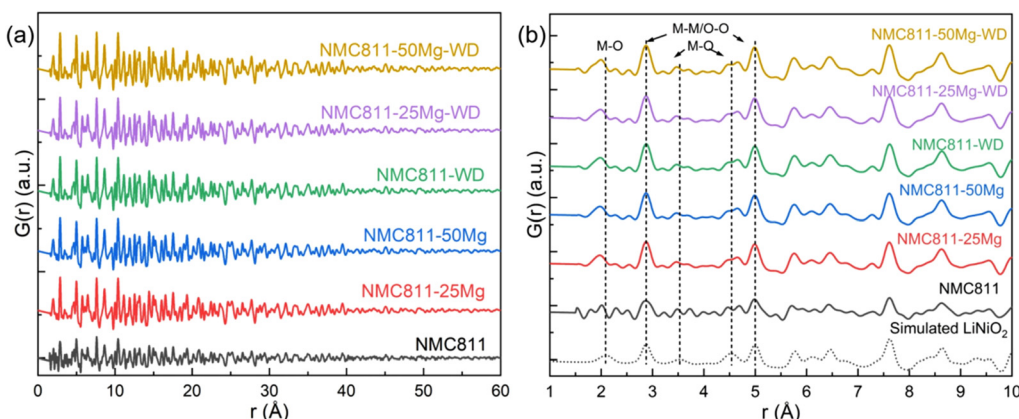 (a)
G(r) (a.u.)
NMC811-50Mg-WD
NMC811-25Mg-WD
NMC811-WD
NMC811-50Mg
NMC811-25Mg
NMC811
0 10 20 30 40 50 60
r (Å)
(b)
G(r) (a.u.)
M-M/O-O
M-O M-O
NMC811-50Mg-WD
NMC811-25Mg-WD
NMC811-WD
NMC811-50Mg
NMC811-25Mg
NMC811
Simulated LiNiO₂
1 2 3 4 5 6 7 8 9 10
r (Å)